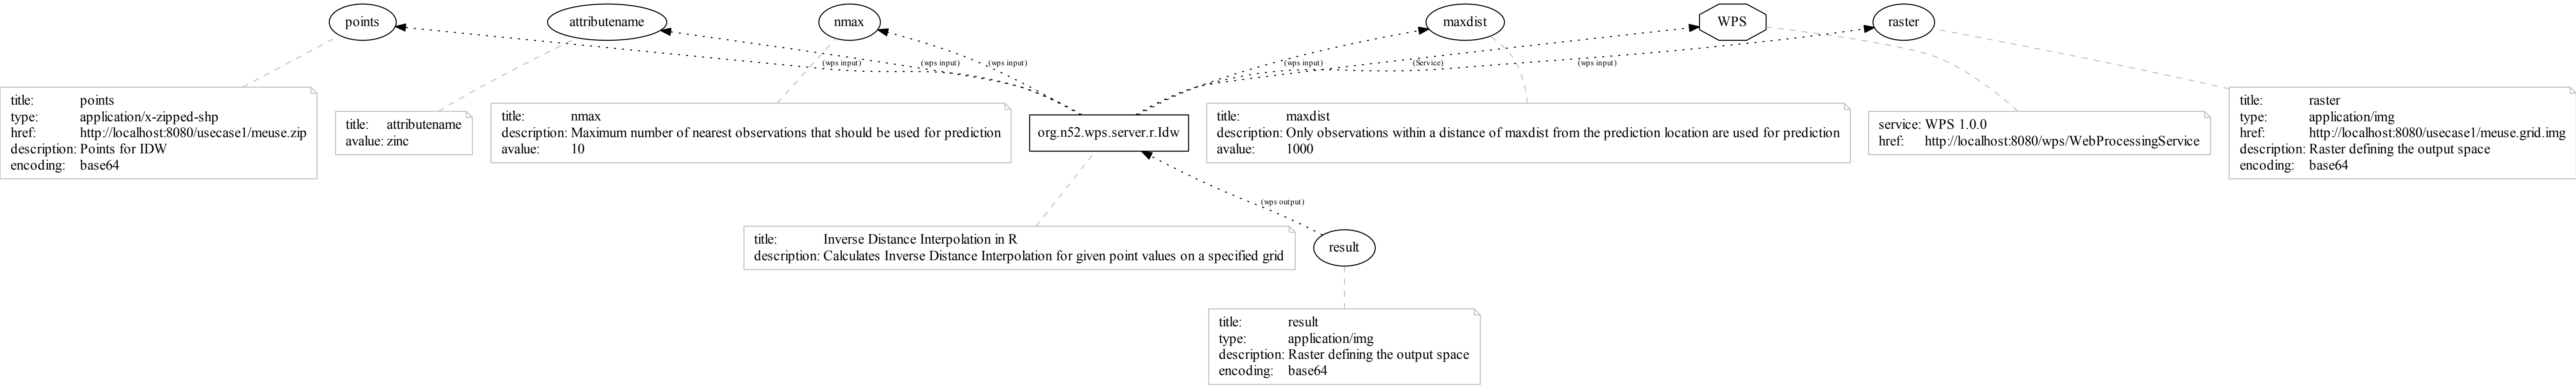 points
attributename
nmax
maxdist
WPS
raster
(wps input)
(wps input)
(wps input)
(wps input)
(Service)
(wps input)
title: points
type: application/x-zipped-shp
href: http://localhost:8080/usecase1/meuse.zip
description: Points for IDW
encoding: base64
title: attributename
avalue: zinc
title: nmax
description: Maximum number of nearest observations that should be used for prediction
avalue: 10
org.n52.wps.server.r.Idw
title: maxdist
description: Only observations within a distance of maxdist from the prediction location are used for prediction
avalue: 1000
service: WPS 1.0.0
href: http://localhost:8080/wps/WebProcessingService
title: raster
type: application/img
href: http://localhost:8080/usecase1/meuse.grid.img
description: Raster defining the output space
encoding: base64
(wps output)
title: Inverse Distance Interpolation in R
description: Calculates Inverse Distance Interpolation for given point values on a specified grid
result
title: result
type: application/img
description: Raster defining the output space
encoding: base64